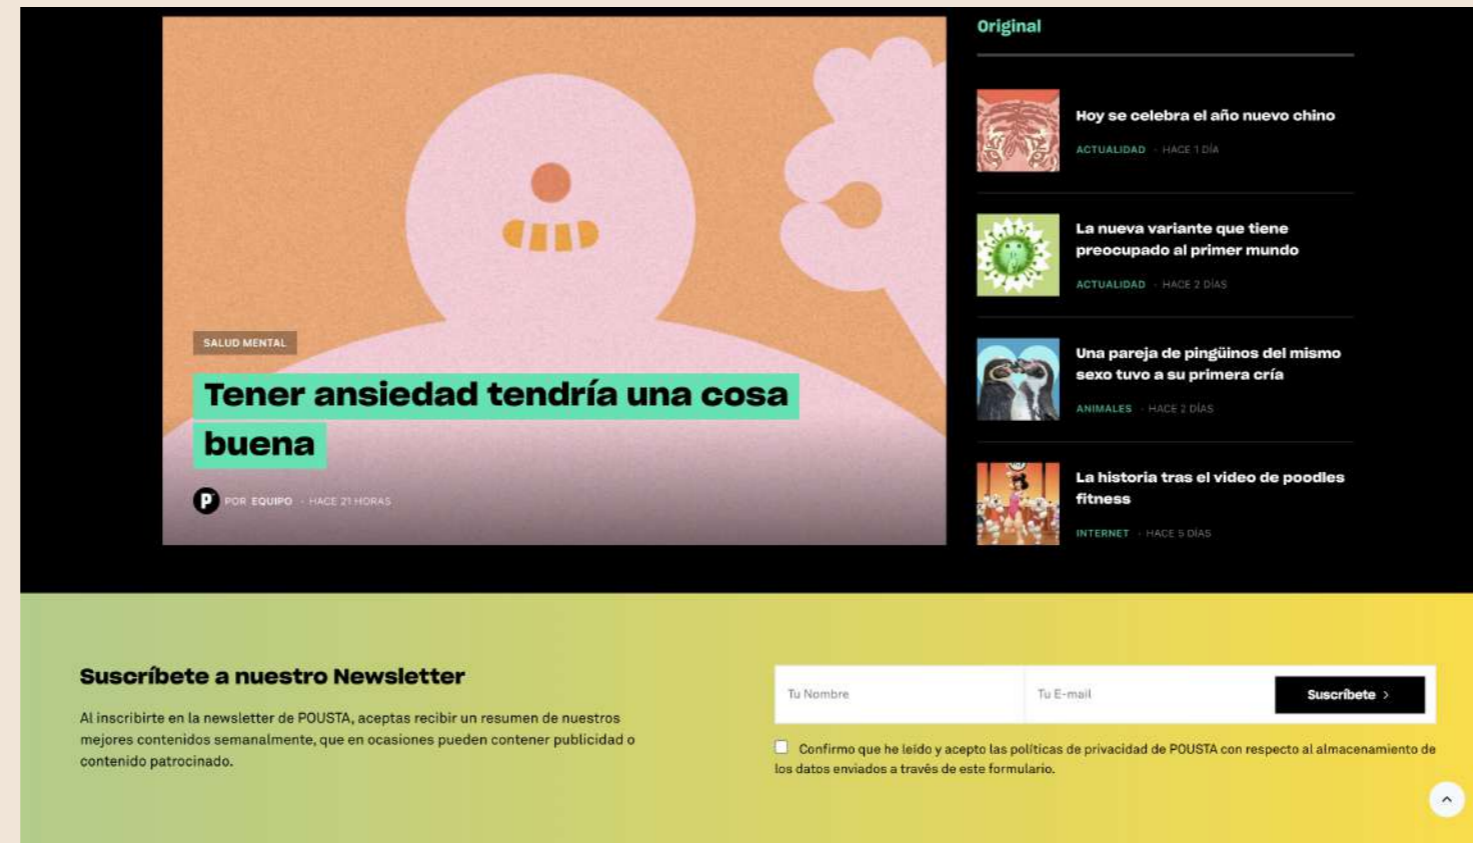 SALUD MENTAL
Tener ansiedad tendría una cosa
buena
P
POR EQUIPO - HACE 21 HORAS
Original
Hoy se celebra el año nuevo chino
ACTUALIDAD - HACE 1 DÍA
La nueva variante que tiene
preocupado al primer mundo
ACTUALIDAD - HACE 2 DÍAS
Una pareja de pingüinos del mismo
sexo tuvo a su primera cría
ANIMALES - HACE 2 DÍAS
La historia tras el video de poodles
fitness
INTERNET - HACE 5 DÍAS
Suscríbete a nuestro Newsletter
Al inscribirte en la newsletter de POUSTA, aceptas recibir un resumen de nuestros
mejores contenidos semanalmente, que en ocasiones pueden contener publicidad o
contenido patrocinado.
Tu Nombre
Tu E-mail
Suscríbete >
Confirmo que he leído y acepto las políticas de privacidad de POUSTA con respecto al almacenamiento de
los datos enviados a través de este formulario.